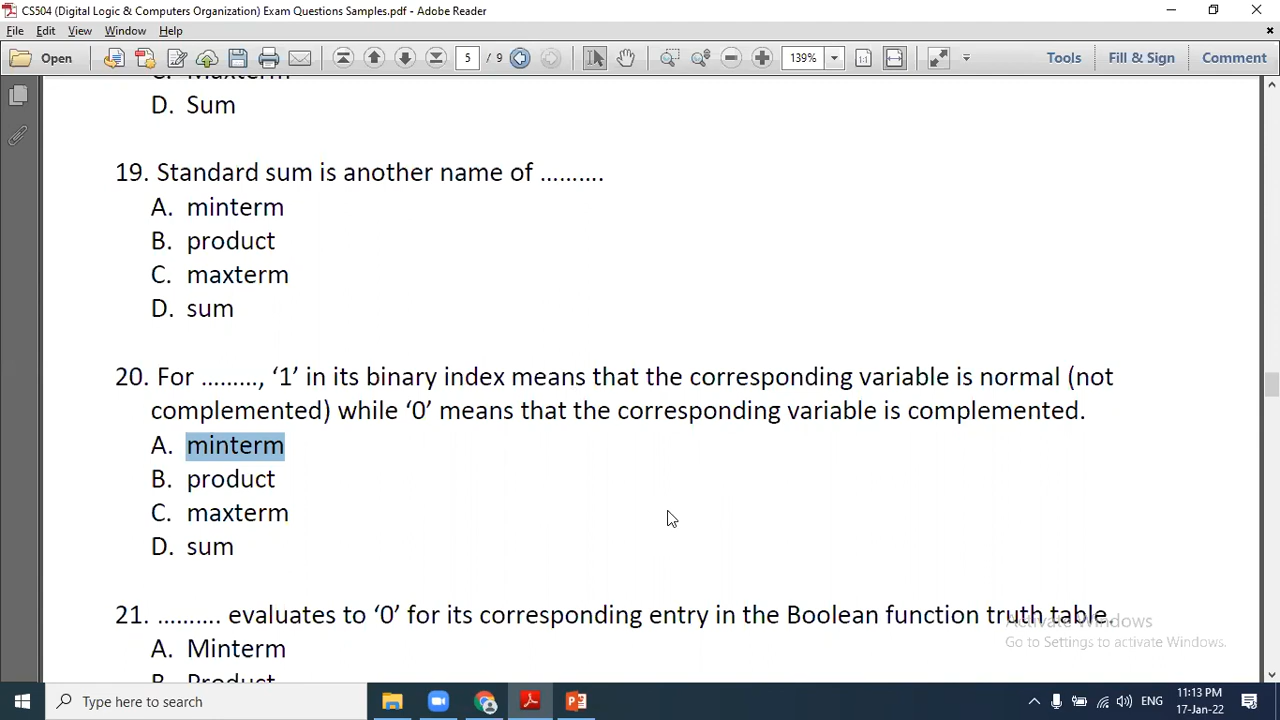 CS504 (Digital Logic & Computers Organization) Exam Questions Samples.pdf - Adobe Reader
File Edit View Window Help
Open 5 / 9 139% Tools Fill & Sign Comment
D. Sum
19. Standard sum is another name of ..........
A. minterm
B. product
C. maxterm
D. sum
20. For ........., ‘1’ in its binary index means that the corresponding variable is normal (not
complemented) while ‘0’ means that the corresponding variable is complemented.
A. minterm
B. product
C. maxterm
D. sum
21. .......... evaluates to ‘0’ for its corresponding entry in the Boolean function truth table.
A. Minterm
B. Product
Activate Windows
Go to Settings to activate Windows.
Type here to search
ENG
11:13 PM
17-Jan-22